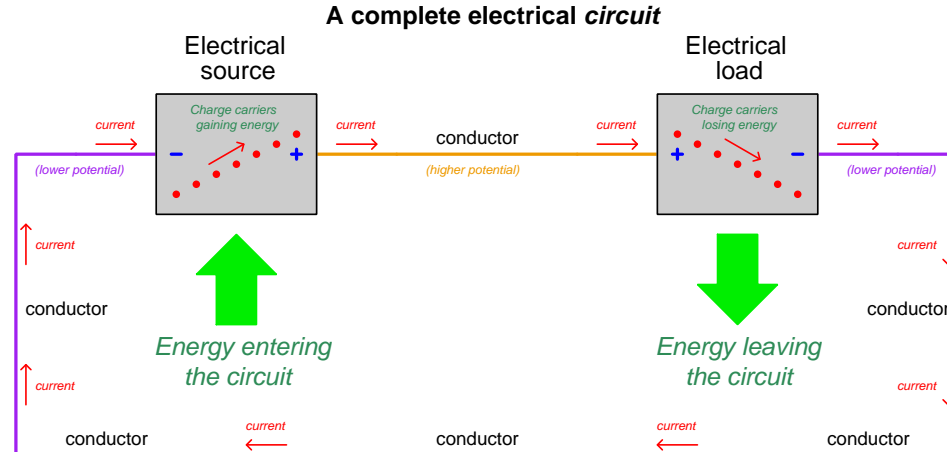 A complete electrical circuit
Electrical
source
Electrical
load
Charge carriers
gaining energy
Charge carriers
losing energy
current
current
conductor
current
current
−
+
+
−
(lower potential)
(higher potential)
(lower potential)
current
current
conductor
conductor
Energy entering
the circuit
Energy leaving
the circuit
current
current
conductor
current
conductor
current
conductor